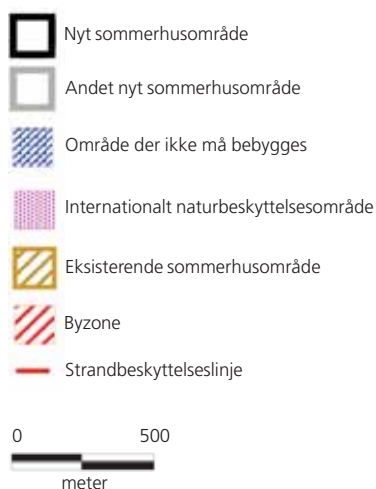 Nyt sommerhusområde
Andet nyt sommerhusområde
Område der ikke må bebygges
Internationalt naturbeskyttelsesområde
Eksisterende sommerhusområde
Byzone
Strandbeskyttelseslinje
0 500
meter